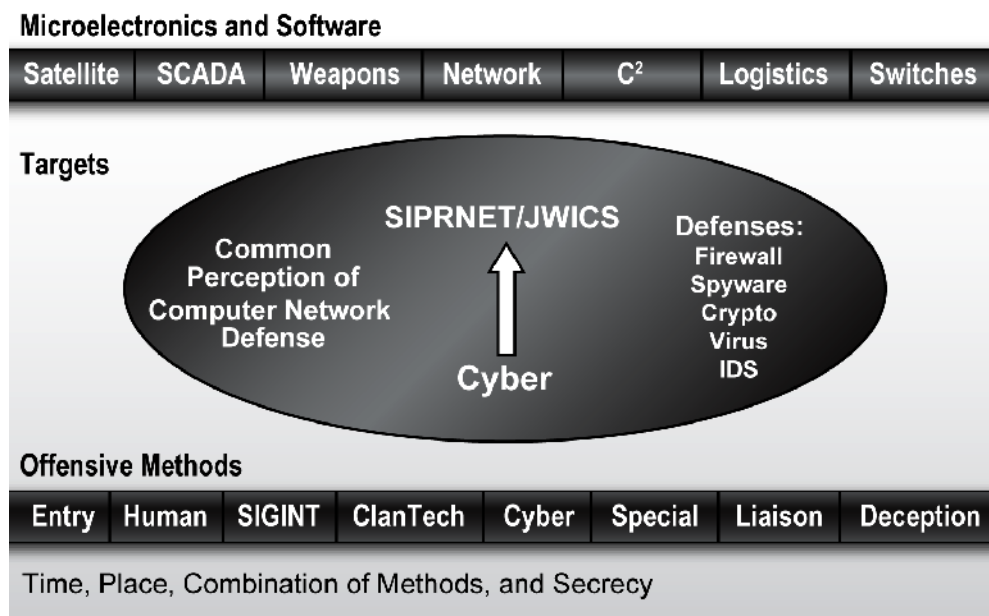 Microelectronics and Software
Satellite SCADA Weapons Network C² Logistics Switches
Targets
SIPRNET/JWICS
Common
Perception of
Computer Network
Defense
Cyber
Defenses:
Firewall
Spyware
Crypto
Virus
IDS
Offensive Methods
Entry Human SIGINT ClanTech Cyber Special Liaison Deception
Time, Place, Combination of Methods, and Secrecy